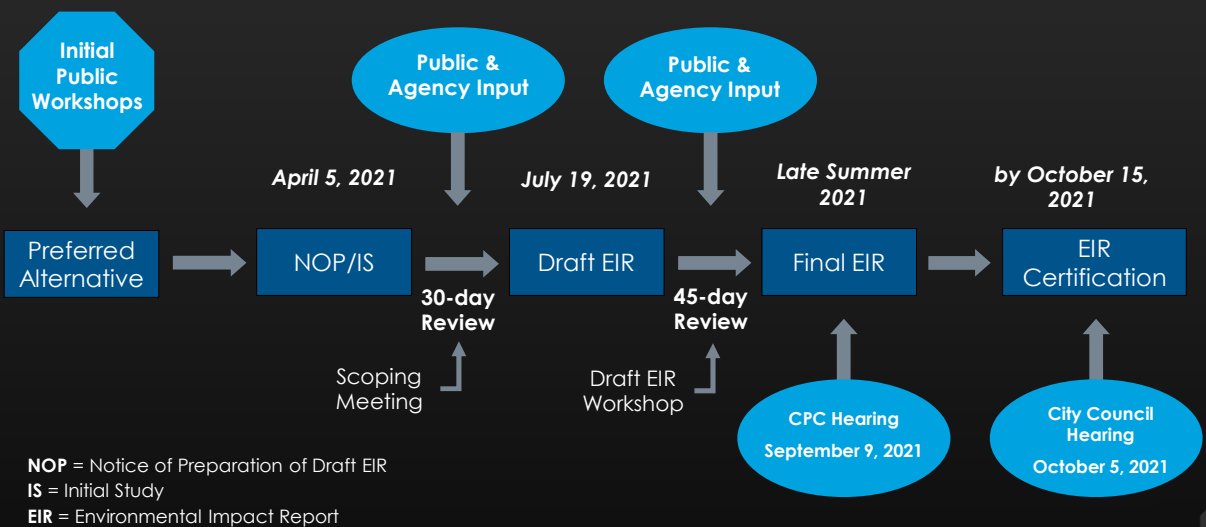 Initial
Public
Workshops
Public &
Agency Input
Public &
Agency Input
April 5, 2021
July 19, 2021
Late Summer
2021
by October 15,
2021
Preferred
Alternative
NOP/IS
Draft EIR
Final EIR
EIR
Certification
30-day
Review
45-day
Review
Scoping
Meeting
Draft EIR
Workshop
CPC Hearing
September 9, 2021
City Council
Hearing
October 5, 2021
NOP = Notice of Preparation of Draft EIR
IS = Initial Study
EIR = Environmental Impact Report